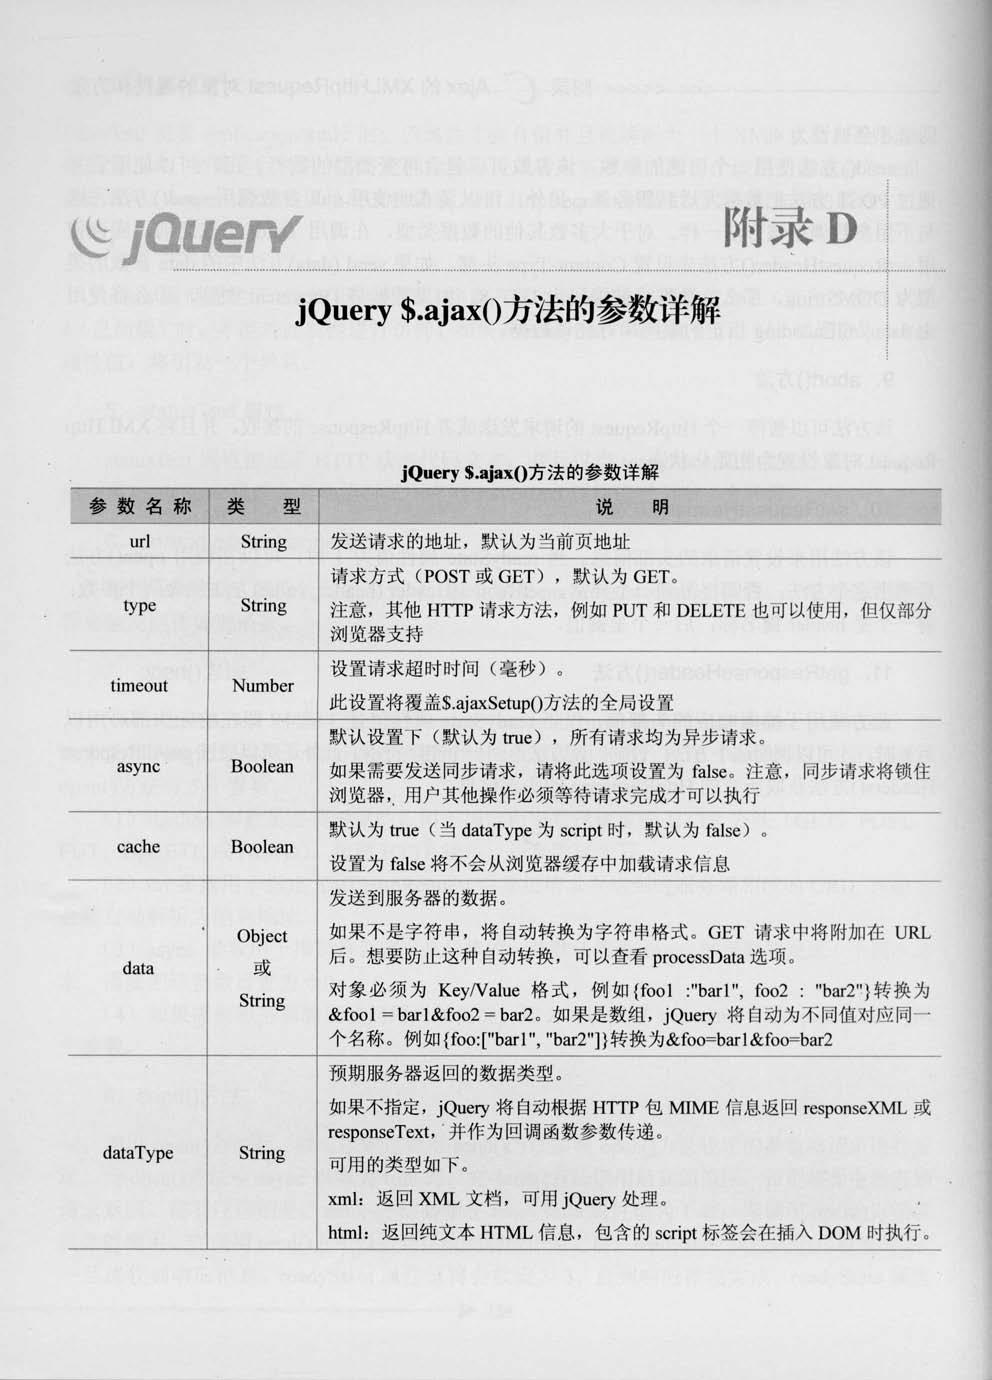 jQuery
附录 D
jQuery $.ajax()方法的参数详解
jQuery $.ajax()方法的参数详解
参数名称 类型 说明
url String 发送请求的地址，默认为当前页地址
请求方式（POST 或 GET），默认为 GET。
type String 注意，其他 HTTP 请求方法，例如 PUT 和 DELETE 也可以使用，但仅部分
浏览器支持
设置请求超时时间（毫秒）。
timeout Number
此设置将覆盖$.ajaxSetup()方法的全局设置
默认设置下（默认为 true），所有请求均为异步请求。
async Boolean 如果需要发送同步请求，请将此选项设置为 false。注意，同步请求将锁住
浏览器，用户其他操作必须等待请求完成才可以执行
默认为 true（当 dataType 为 script 时，默认为 false）。
cache Boolean
设置为 false 将不会从浏览器缓存中加载请求信息
发送到服务器的数据。
如果不是字符串，将自动转换为字符串格式。GET 请求中将附加在 URL
Object
后。想要防止这种自动转换，可以查看 processData 选项。
data 或
对象必须为 Key/Value 格式，例如{foo1 :"bar1", foo2 : "bar2"}转换为
String
&foo1 = bar1&foo2 = bar2。如果是数组，jQuery 将自动为不同值对应同一
个名称。例如{foo:["bar1", "bar2"]}转换为&foo=bar1&foo=bar2
预期服务器返回的数据类型。
如果不指定，jQuery 将自动根据 HTTP 包 MIME 信息返回 responseXML 或
responseText，并作为回调函数参数传递。
dataType String
可用的类型如下。
xml：返回 XML 文档，可用 jQuery 处理。
html：返回纯文本 HTML 信息，包含的 script 标签会在插入 DOM 时执行。